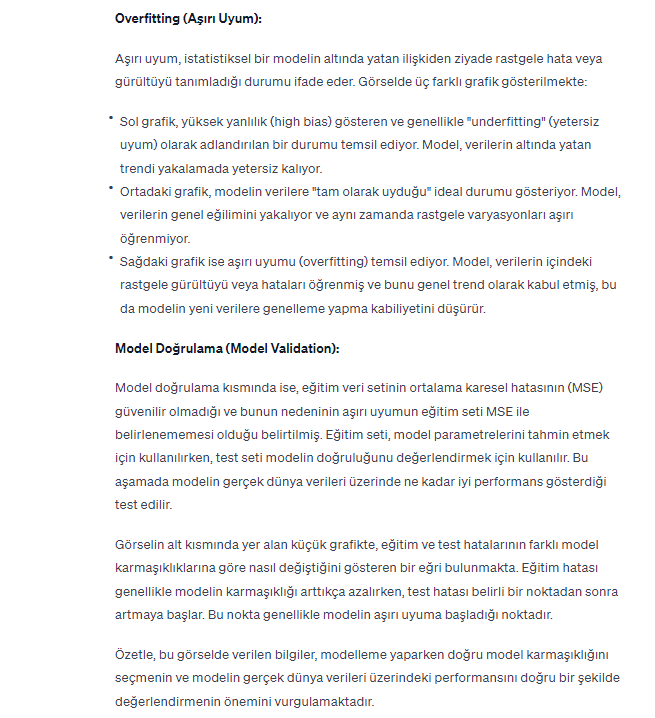 Overfitting (Aşırı Uyum):
Aşırı uyum, istatistiksel bir modelin altında yatan ilişkiden ziyade rastgele hata veya
gürültüyü tanımladığı durumu ifade eder. Görselde üç farklı grafik gösterilmekte:
• Sol grafik, yüksek yanlılık (high bias) gösteren ve genellikle "underfitting" (yetersiz
uyum) olarak adlandırılan bir durumu temsil ediyor. Model, verilerin altında yatan
trendi yakalamada yetersiz kalıyor.
• Ortadaki grafik, modelin verilere "tam olarak uyduğu" ideal durumu gösteriyor. Model,
verilerin genel eğilimini yakalıyor ve aynı zamanda rastgele varyasyonları aşırı
öğrenmiyor.
• Sağdaki grafik ise aşırı uyumu (overfitting) temsil ediyor. Model, verilerin içindeki
rastgele gürültüyü veya hataları öğrenmiş ve bunu genel trend olarak kabul etmiş, bu
da modelin yeni verilere genelleme yapma kabiliyetini düşürür.
Model Doğrulama (Model Validation):
Model doğrulama kısmında ise, eğitim veri setinin ortalama karesel hatasının (MSE)
güvenilir olmadığı ve bunun nedeninin aşırı uyumun eğitim seti MSE ile
belirlenememesi olduğu belirtilmiş. Eğitim seti, model parametrelerini tahmin etmek
için kullanılırken, test seti modelin doğruluğunu değerlendirmek için kullanılır. Bu
aşamada modelin gerçek dünya verileri üzerinde ne kadar iyi performans gösterdiği
test edilir.
Görselin alt kısmında yer alan küçük grafikte, eğitim ve test hatalarının farklı model
karmaşıklıklarına göre nasıl değiştiğini gösteren bir eğri bulunmakta. Eğitim hatası
genellikle modelin karmaşıklığı arttıkça azalırken, test hatası belirli bir noktadan sonra
artmaya başlar. Bu nokta genellikle modelin aşırı uyuma başladığı noktadır.
Özetle, bu görselde verilen bilgiler, modelleme yaparken doğru model karmaşıklığını
seçmenin ve modelin gerçek dünya verileri üzerindeki performansını doğru bir şekilde
değerlendirmenin önemini vurgulamaktadır.